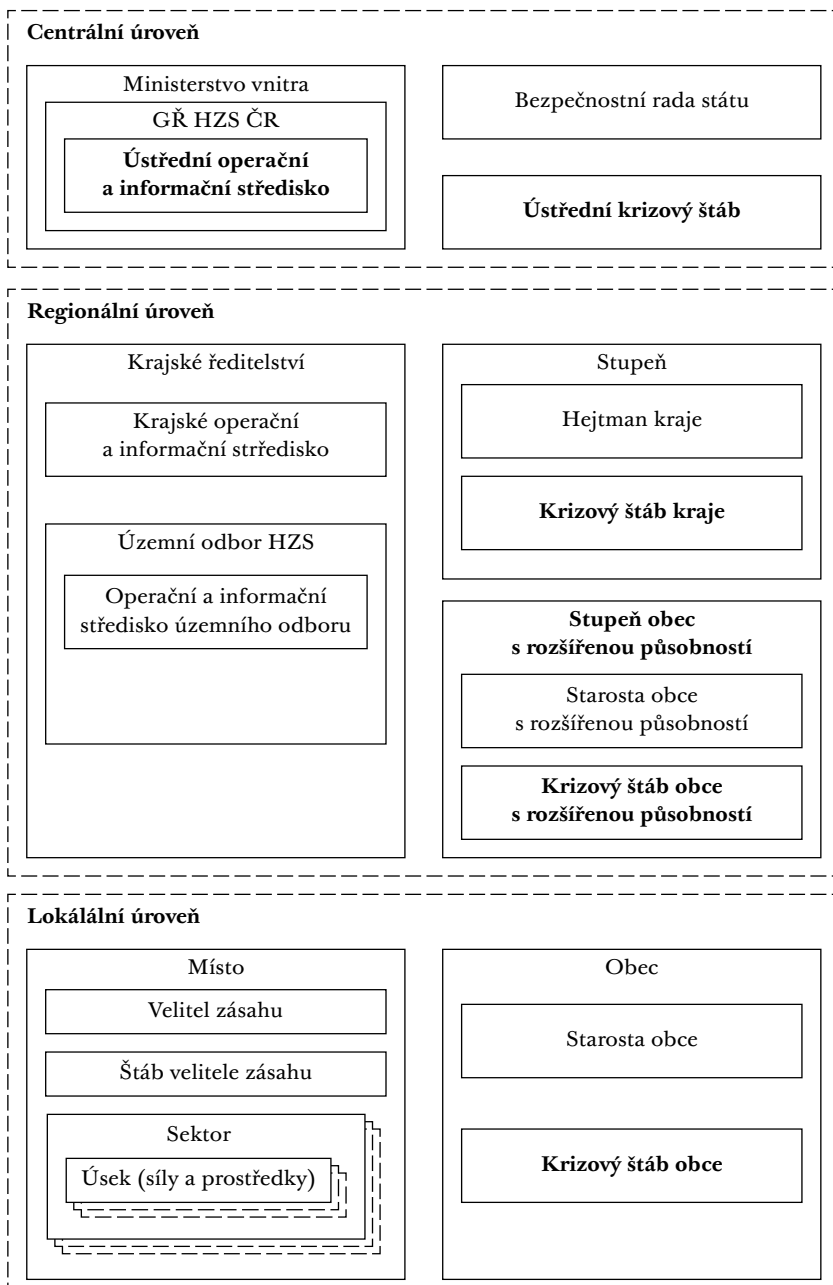 Centrální úroveň
Ministerstvo vnitra
GŘ HZS ČR
Ústřední operační
a informační středisko
Bezpečnostní rada státu
Ústřední krizový štáb
Regionální úroveň
Krajské ředitelství
Krajské operační
a informační strředisko
Územní odbor HZS
Operační a informační
středisko územního odboru
Stupeň
Hejtman kraje
Krizový štáb kraje
Stupeň obec
s rozšířenou působností
Starosta obce
s rozšířenou působností
Krizový štáb obce
s rozšířenou působností
Lokálální úroveň
Místo
Velitel zásahu
Štáb velitele zásahu
Sektor
Úsek (síly a prostředky)
Obec
Starosta obce
Krizový štáb obce